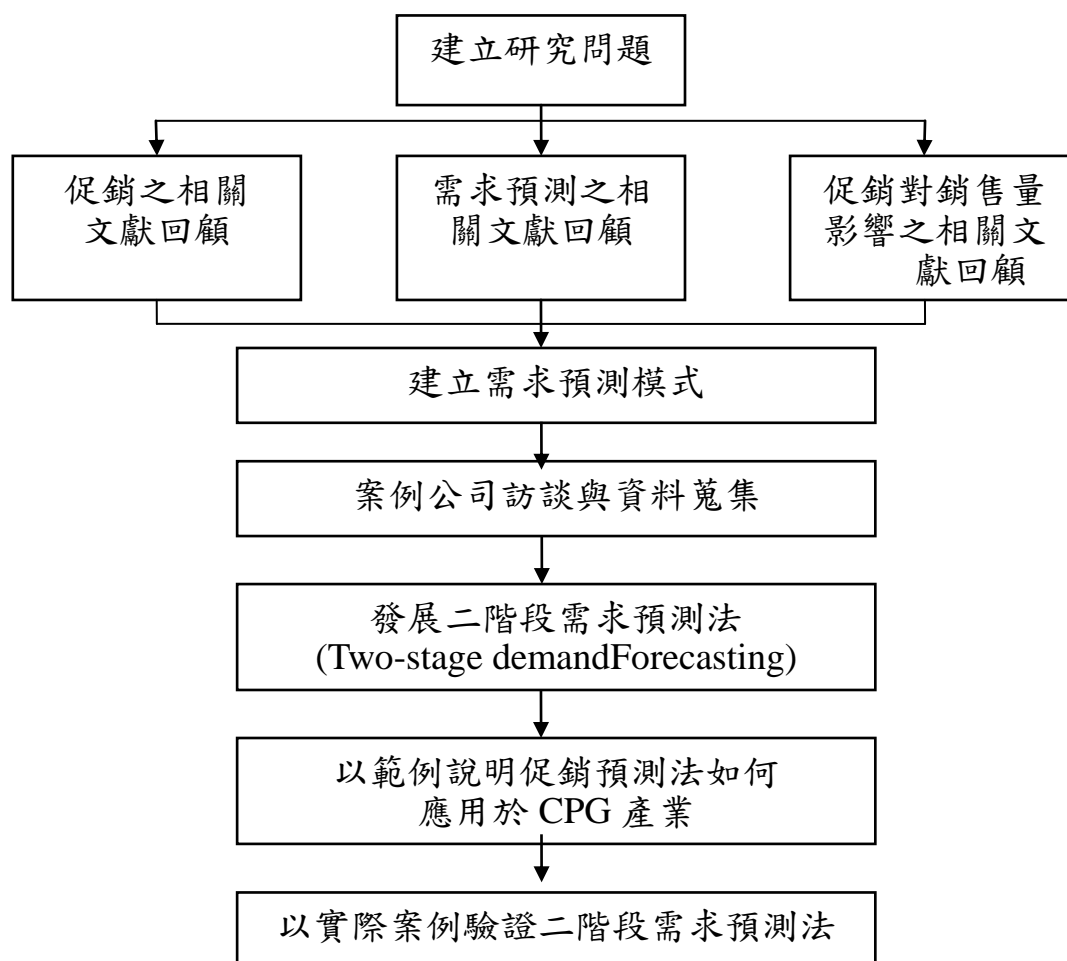 建立研究問題
促銷之相關
文獻回顧
需求預測之相
關文獻回顧
促銷對銷售量
影響之相關文
獻回顧
建立需求預測模式
案例公司訪談與資料蒐集
發展二階段需求預測法
(Two-stage demandForecasting)
以範例說明促銷預測法如何
應用於 CPG 產業
以實際案例驗證二階段需求預測法